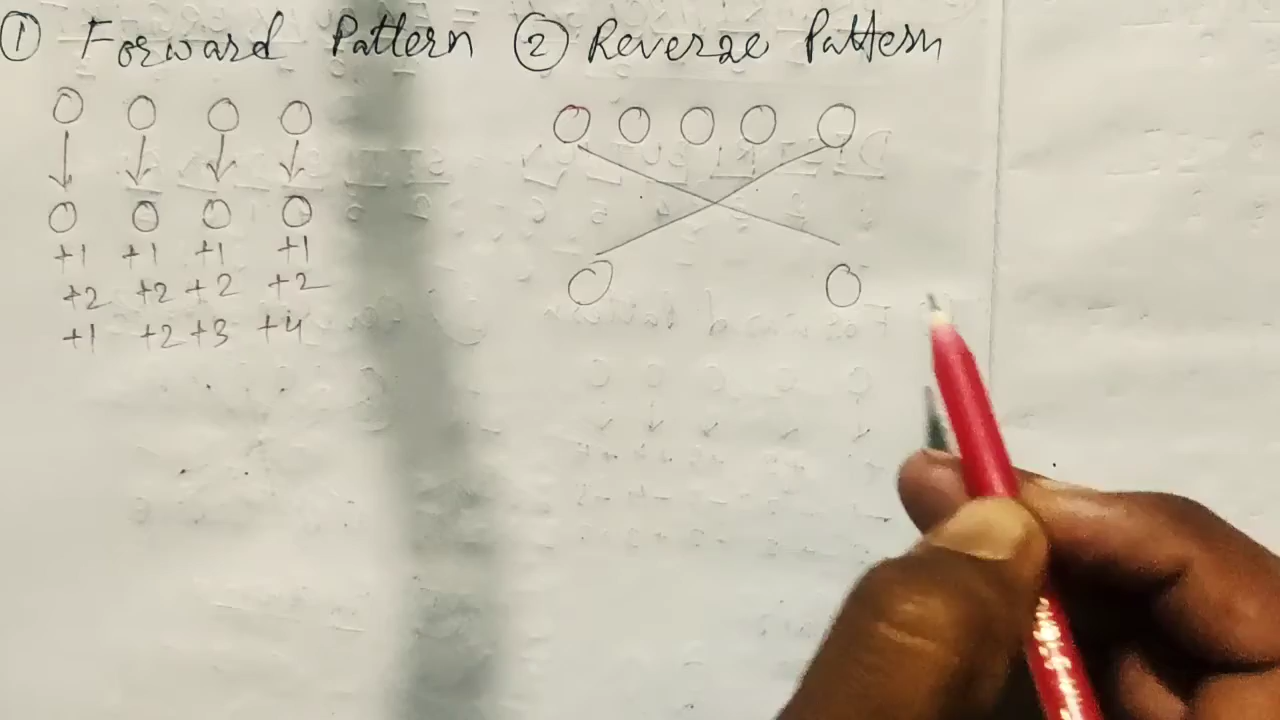 ① Forward Pattern ② Reverse Pattern
+1 +1 +1 +1
+2 +2 +2 +2
+1 +2 +3 +4